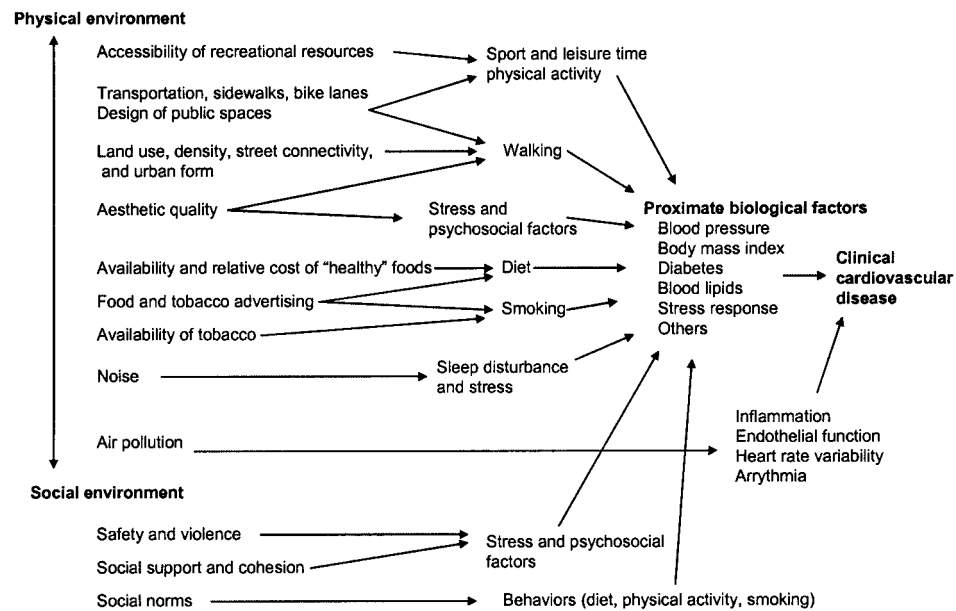 Physical environment
Accessibility of recreational resources
Sport and leisure time
physical activity
Transportation, sidewalks, bike lanes
Design of public spaces
Land use, density, street connectivity,
and urban form
Walking
Aesthetic quality
Stress and
psychosocial factors
Proximate biological factors
Blood pressure
Body mass index
Diabetes
Blood lipids
Stress response
Others
Clinical
cardiovascular
disease
Availability and relative cost of “healthy” foods
Diet
Food and tobacco advertising
Smoking
Availability of tobacco
Noise
Sleep disturbance
and stress
Air pollution
Inflammation
Endothelial function
Heart rate variability
Arrythmia
Social environment
Safety and violence
Social support and cohesion
Stress and psychosocial
factors
Social norms
Behaviors (diet, physical activity, smoking)